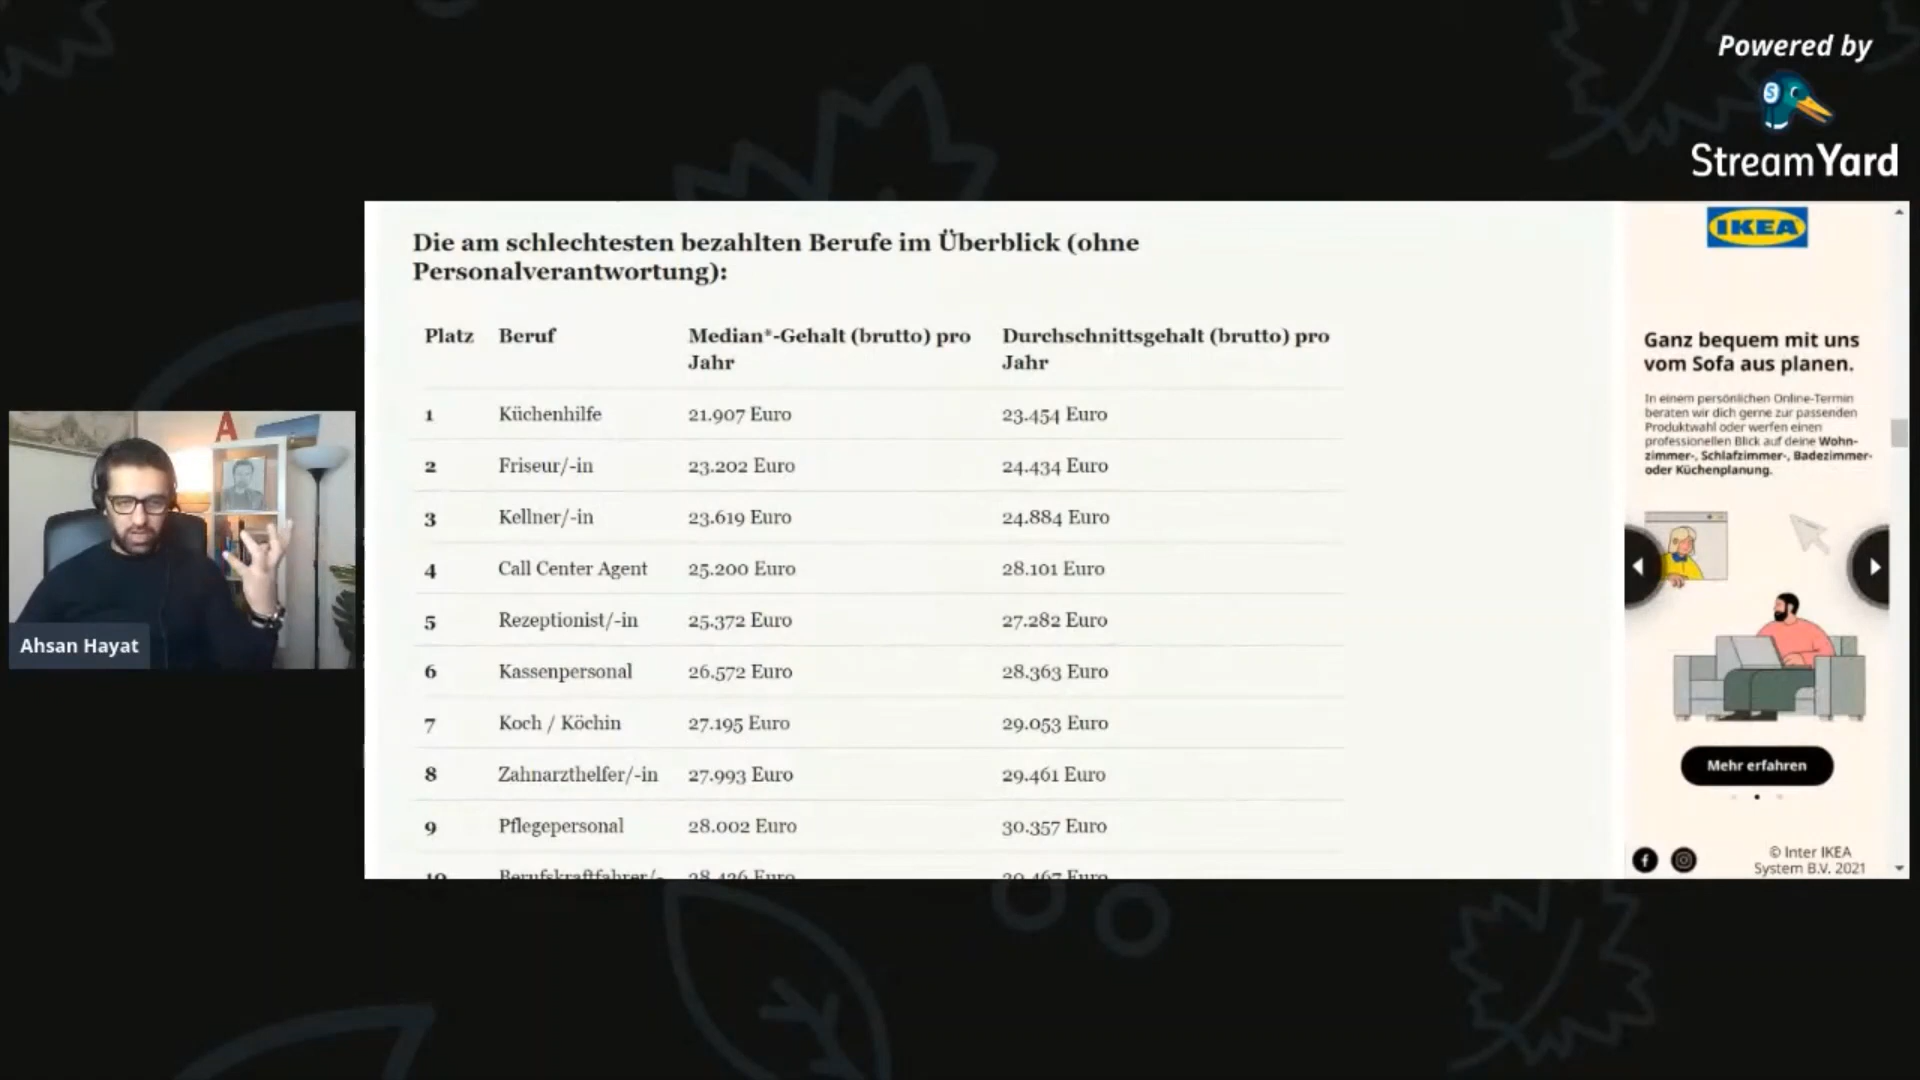 Powered by
StreamYard
Ahsan Hayat
Die am schlechtesten bezahlten Berufe im Überblick (ohne
Personalverantwortung):
Platz Beruf Median*-Gehalt (brutto) pro Jahr Durchschnittsgehalt (brutto) pro Jahr
1 Küchenhilfe 21.907 Euro 23.454 Euro
2 Friseur/-in 23.202 Euro 24.434 Euro
3 Kellner/-in 23.619 Euro 24.884 Euro
4 Call Center Agent 25.200 Euro 28.101 Euro
5 Rezeptionist/-in 25.372 Euro 27.282 Euro
6 Kassenpersonal 26.572 Euro 28.363 Euro
7 Koch / Köchin 27.195 Euro 29.053 Euro
8 Zahnarzthelfer/-in 27.993 Euro 29.461 Euro
9 Pflegepersonal 28.002 Euro 30.357 Euro
10 Berufskraftfahrer/- Euro Euro
IKEA
Ganz bequem mit uns
vom Sofa aus planen.
In einem persönlichen Online-Termin
beraten wir dich gerne zur passenden
Produktwahl oder werfen einen
professionellen Blick auf deine Wohn-
zimmer-, Schlafzimmer-, Badezimmer-
oder Küchenplanung.
Mehr erfahren
© Inter IKEA
System B.V. 2021